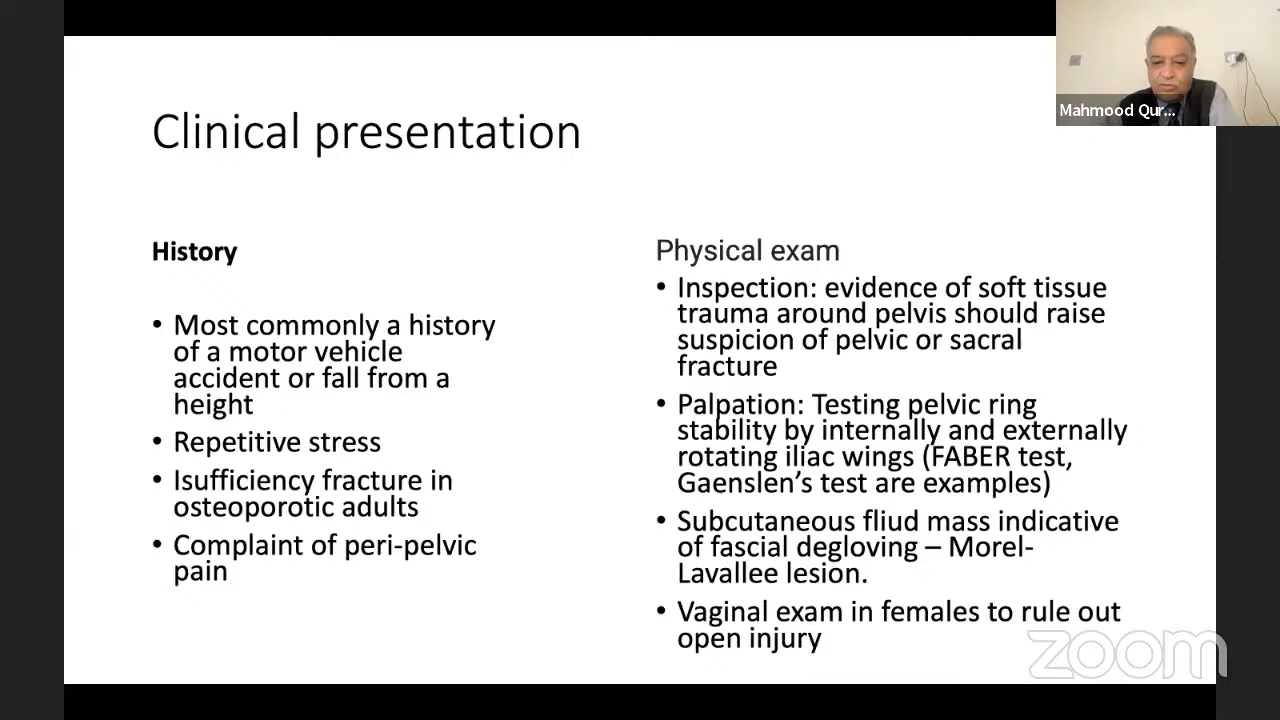 Clinical presentation
Mahmood Qur...
History
• Most commonly a history
of a motor vehicle
accident or fall from a
height
• Repetitive stress
• Isufficiency fracture in
osteoporotic adults
• Complaint of peri-pelvic
pain
Physical exam
• Inspection: evidence of soft tissue
trauma around pelvis should raise
suspicion of pelvic or sacral
fracture
• Palpation: Testing pelvic ring
stability by internally and externally
rotating iliac wings (FABER test,
Gaenslen’s test are examples)
• Subcutaneous fliud mass indicative
of fascial degloving – Morel-
Lavallee lesion.
• Vaginal exam in females to rule out
open injury
zoom